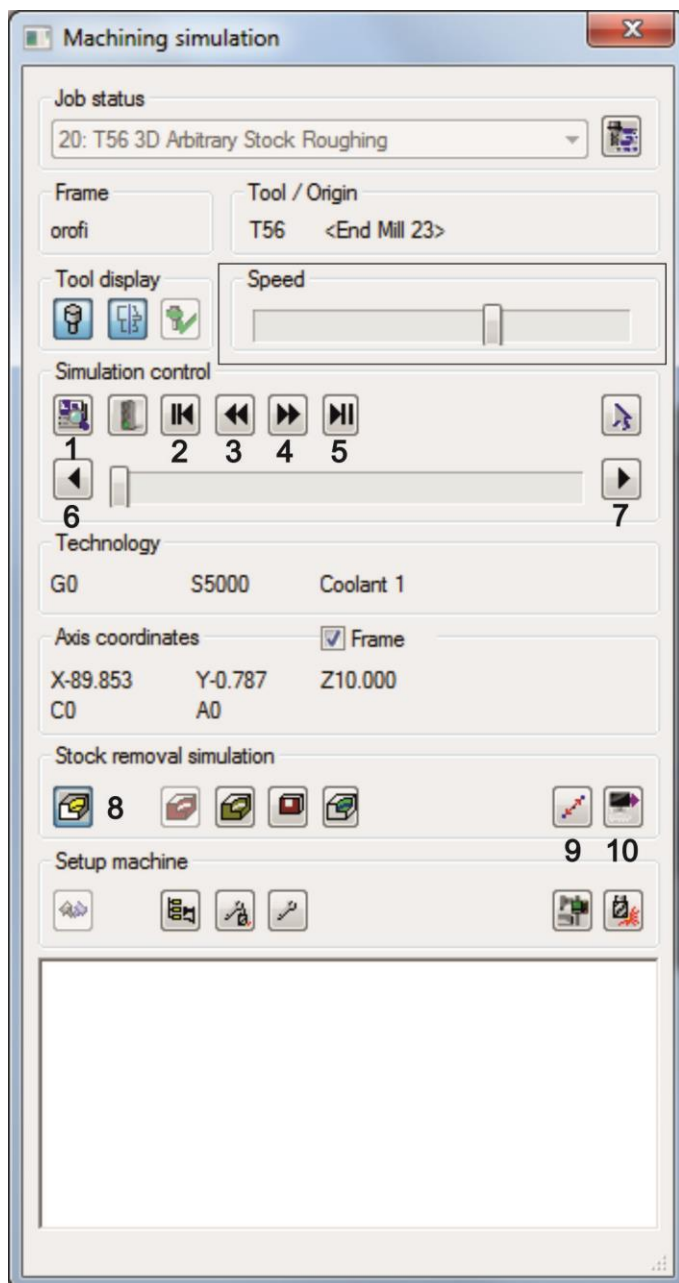 Machining simulation
Job status
20: T56 3D Arbitrary Stock Roughing
Frame
Tool / Origin
orofi
T56 <End Mill 23>
Tool display
Speed
Simulation control
1 2 3 4 5
6 7
Technology
G0 S5000 Coolant 1
Axis coordinates Frame
X-89.853 Y-0.787 Z10.000
C0 A0
Stock removal simulation
8
9 10
Setup machine